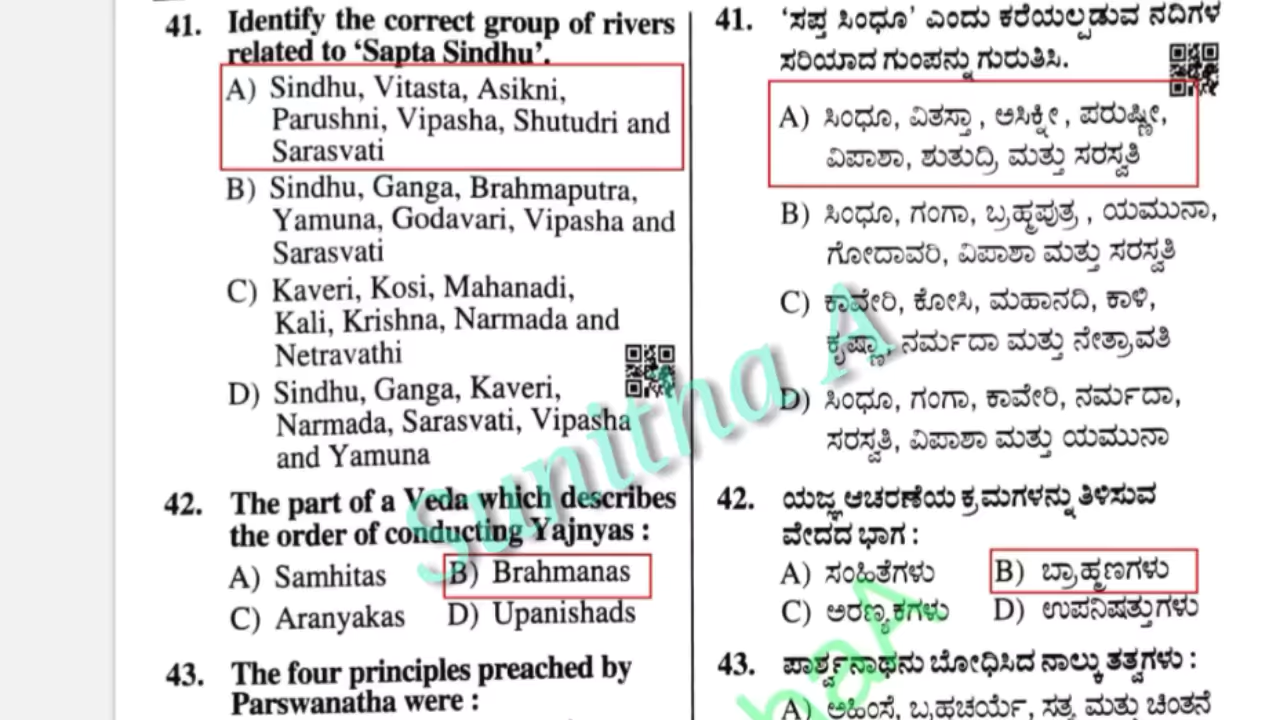 41. Identify the correct group of rivers
related to ‘Sapta Sindhu’.
A) Sindhu, Vitasta, Asikni,
Parushni, Vipasha, Shutudri and
Sarasvati
B) Sindhu, Ganga, Brahmaputra,
Yamuna, Godavari, Vipasha and
Sarasvati
C) Kaveri, Kosi, Mahanadi,
Kali, Krishna, Narmada and
Netravathi
D) Sindhu, Ganga, Kaveri,
Narmada, Sarasvati, Vipasha
and Yamuna
42. The part of a Veda which describes
the order of conducting Yajnyas :
A) Samhitas B) Brahmanas
C) Aranyakas D) Upanishads
43. The four principles preached by
Parswanatha were :
41. ‘ಸಪ್ತ ಸಿಂಧೂ’ ಎಂದು ಕರೆಯಲ್ಪಡುವ ನದಿಗಳ
ಸರಿಯಾದ ಗುಂಪನ್ನು ಗುರುತಿಸಿ.
A) ಸಿಂಧೂ, ವಿತಸ್ತಾ, ಅಸಿಕ್ನೀ, ಪರುಷ್ಣೀ,
ವಿಪಾಶಾ, ಶುತುದ್ರಿ ಮತ್ತು ಸರಸ್ವತಿ
B) ಸಿಂಧೂ, ಗಂಗಾ, ಬ್ರಹ್ಮಪುತ್ರ, ಯಮುನಾ,
ಗೋದಾವರಿ, ವಿಪಾಶಾ ಮತ್ತು ಸರಸ್ವತಿ
C) ಕಾವೇರಿ, ಕೋಸಿ, ಮಹಾನದಿ, ಕಾಳಿ,
ಕೃಷ್ಣಾ, ನರ್ಮದಾ ಮತ್ತು ನೇತ್ರಾವತಿ
D) ಸಿಂಧೂ, ಗಂಗಾ, ಕಾವೇರಿ, ನರ್ಮದಾ,
ಸರಸ್ವತಿ, ವಿಪಾಶಾ ಮತ್ತು ಯಮುನಾ
42. ಯಜ್ಞ ಆಚರಣೆಯ ಕ್ರಮಗಳನ್ನು ತಿಳಿಸುವ
ವೇದದ ಭಾಗ :
A) ಸಂಹಿತೆಗಳು B) ಬ್ರಾಹ್ಮಣಗಳು
C) ಅರಣ್ಯಕಗಳು D) ಉಪನಿಷತ್ತುಗಳು
43. ಪಾರ್ಶ್ವನಾಥನು ಬೋಧಿಸಿದ ನಾಲ್ಕು ತತ್ವಗಳು :
A) ಅಹಿಂಸೆ, ಬ್ರಹ್ಮಚರ್ಯೆ, ಸತ್ಯ ಮತ್ತು ಚಿಂತನೆ
Sunitha A